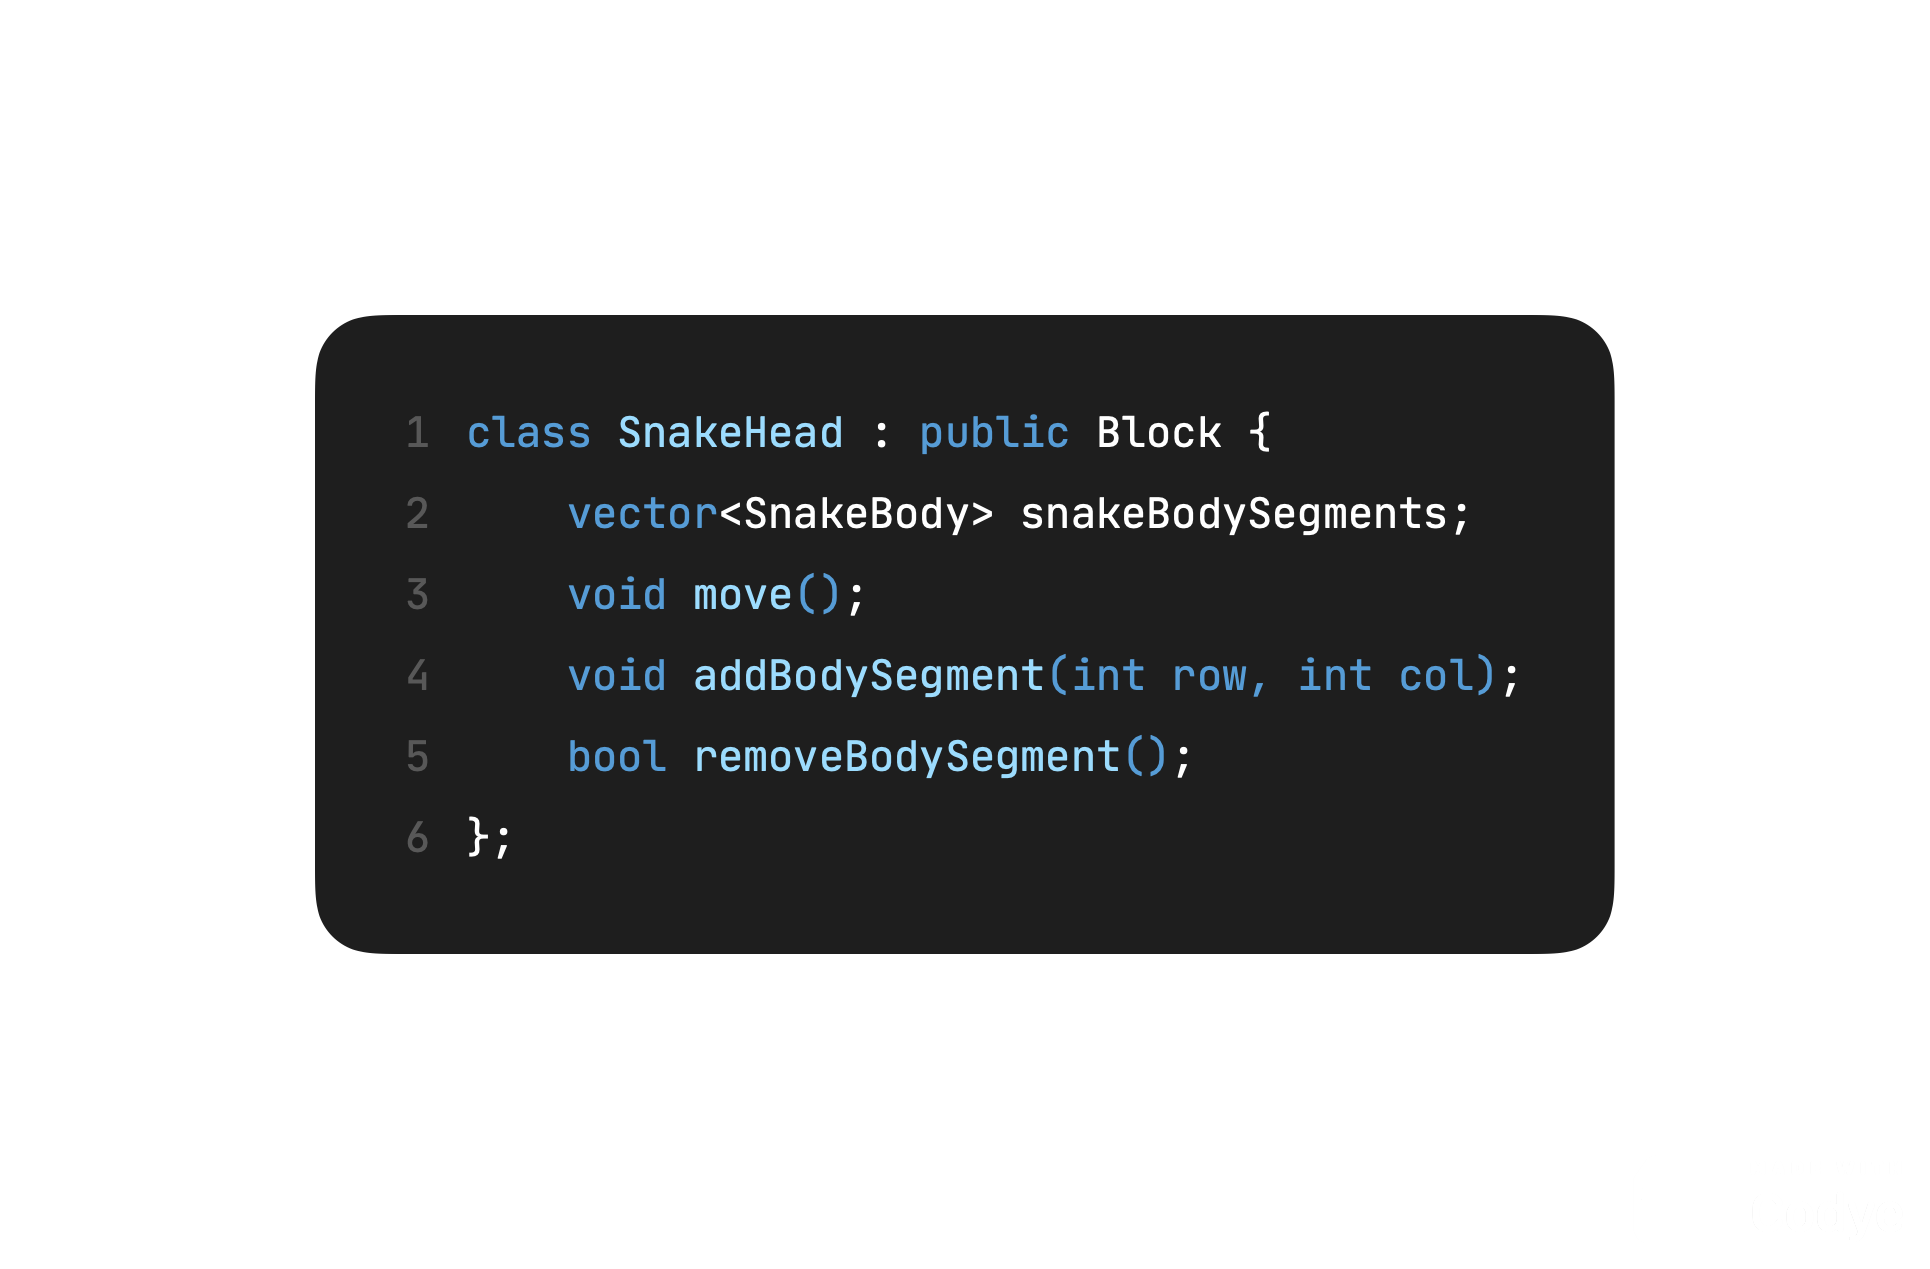 1 class SnakeHead : public Block {
2     vector<SnakeBody> snakeBodySegments;
3     void move();
4     void addBodySegment(int row, int col);
5     bool removeBodySegment();
6 };